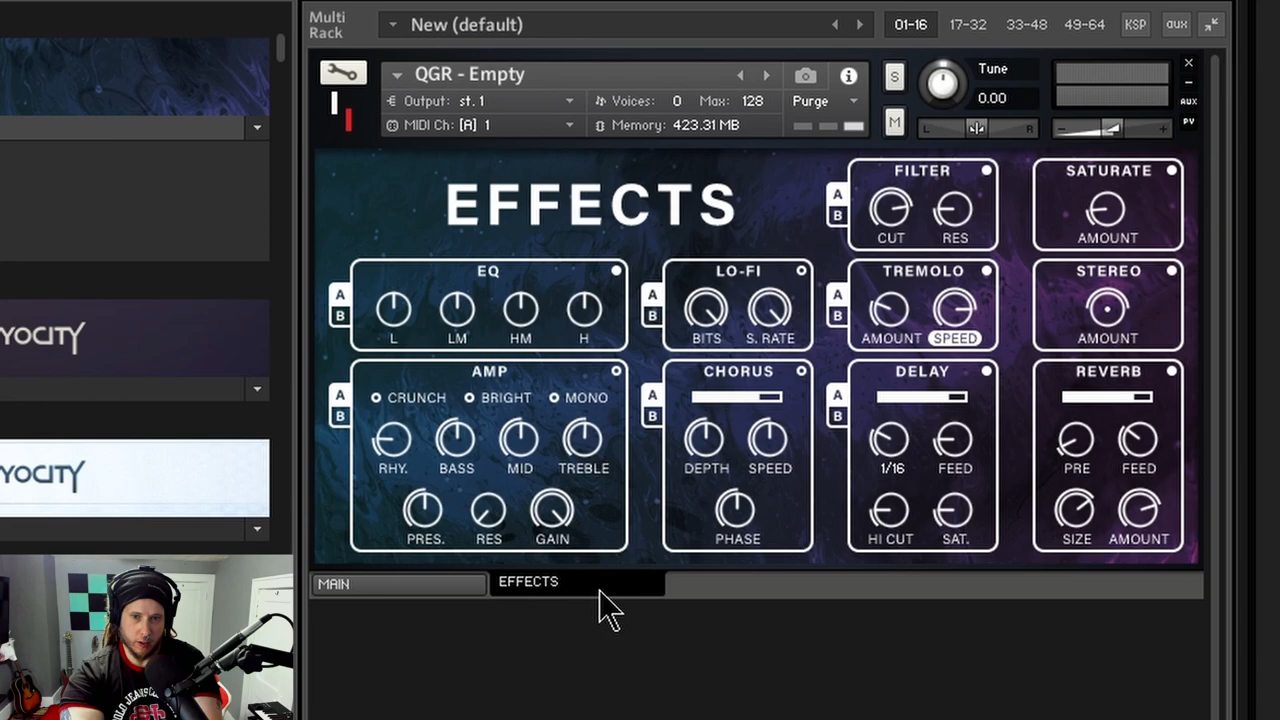 Multi
Rack
New (default)
01-16 17-32 33-48 49-64 KSP aux
QGR - Empty
Output: st. 1 Voices: 0 Max: 128 Purge
MIDI Ch: [A] 1 Memory: 423.31 MB
S
M
Tune
0.00
L R
AUX
PV
EFFECTS
A
B
FILTER
CUT RES
SATURATE
AMOUNT
A
B
EQ
L LM HM H
A
B
LO-FI
BITS S. RATE
A
B
TREMOLO
AMOUNT SPEED
STEREO
AMOUNT
A
B
AMP
CRUNCH BRIGHT MONO
RHY. BASS MID TREBLE
PRES. RES GAIN
A
B
CHORUS
DEPTH SPEED
PHASE
A
B
DELAY
1/16 FEED
HI CUT SAT.
REVERB
PRE FEED
SIZE AMOUNT
MAIN EFFECTS
YOCITY
YOCITY